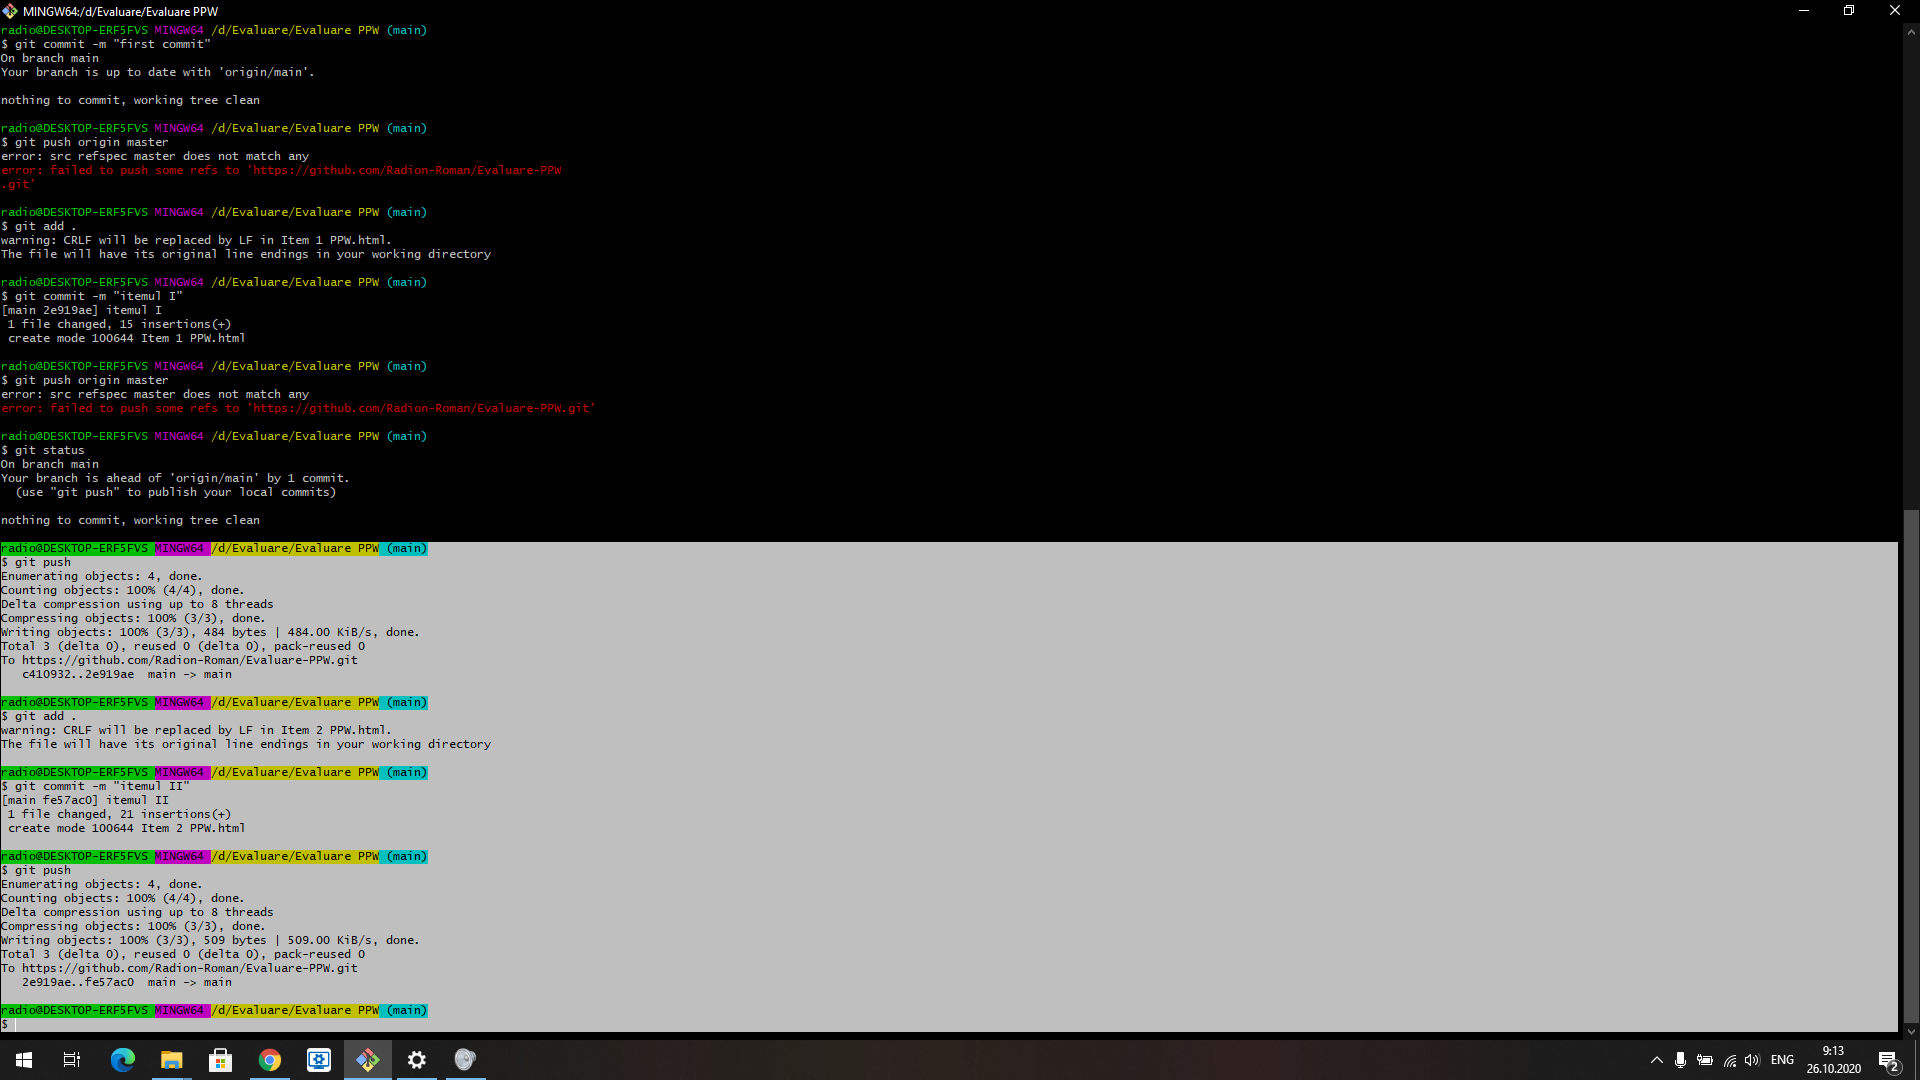 MINGW64:/d/Evaluare/Evaluare PPW
radio@DESKTOP-ERF5FVS MINGW64 /d/Evaluare/Evaluare PPW (main)
$ git commit -m "first commit"
On branch main
Your branch is up to date with 'origin/main'.
nothing to commit, working tree clean
radio@DESKTOP-ERF5FVS MINGW64 /d/Evaluare/Evaluare PPW (main)
$ git push origin master
error: src refspec master does not match any
error: failed to push some refs to 'https://github.com/Radion-Roman/Evaluare-PPW
.git'
radio@DESKTOP-ERF5FVS MINGW64 /d/Evaluare/Evaluare PPW (main)
$ git add .
warning: CRLF will be replaced by LF in Item 1 PPW.html.
The file will have its original line endings in your working directory
radio@DESKTOP-ERF5FVS MINGW64 /d/Evaluare/Evaluare PPW (main)
$ git commit -m "itemul I"
[main 2e919ae] itemul I
1 file changed, 15 insertions(+)
create mode 100644 Item 1 PPW.html
radio@DESKTOP-ERF5FVS MINGW64 /d/Evaluare/Evaluare PPW (main)
$ git push origin master
error: src refspec master does not match any
error: failed to push some refs to 'https://github.com/Radion-Roman/Evaluare-PPW.git'
radio@DESKTOP-ERF5FVS MINGW64 /d/Evaluare/Evaluare PPW (main)
$ git status
On branch main
Your branch is ahead of 'origin/main' by 1 commit.
(use "git push" to publish your local commits)
nothing to commit, working tree clean
radio@DESKTOP-ERF5FVS MINGW64 /d/Evaluare/Evaluare PPW (main)
$ git push
Enumerating objects: 4, done.
Counting objects: 100% (4/4), done.
Delta compression using up to 8 threads
Compressing objects: 100% (3/3), done.
Writing objects: 100% (3/3), 484 bytes | 484.00 KiB/s, done.
Total 3 (delta 0), reused 0 (delta 0), pack-reused 0
To https://github.com/Radion-Roman/Evaluare-PPW.git
c410932..2e919ae  main -> main
radio@DESKTOP-ERF5FVS MINGW64 /d/Evaluare/Evaluare PPW (main)
$ git add .
warning: CRLF will be replaced by LF in Item 2 PPW.html.
The file will have its original line endings in your working directory
radio@DESKTOP-ERF5FVS MINGW64 /d/Evaluare/Evaluare PPW (main)
$ git commit -m "itemul II"
[main fe57ac0] itemul II
1 file changed, 21 insertions(+)
create mode 100644 Item 2 PPW.html
radio@DESKTOP-ERF5FVS MINGW64 /d/Evaluare/Evaluare PPW (main)
$ git push
Enumerating objects: 4, done.
Counting objects: 100% (4/4), done.
Delta compression using up to 8 threads
Compressing objects: 100% (3/3), done.
Writing objects: 100% (3/3), 509 bytes | 509.00 KiB/s, done.
Total 3 (delta 0), reused 0 (delta 0), pack-reused 0
To https://github.com/Radion-Roman/Evaluare-PPW.git
2e919ae..fe57ac0  main -> main
radio@DESKTOP-ERF5FVS MINGW64 /d/Evaluare/Evaluare PPW (main)
$
ENG
9:13
26.10.2020
2